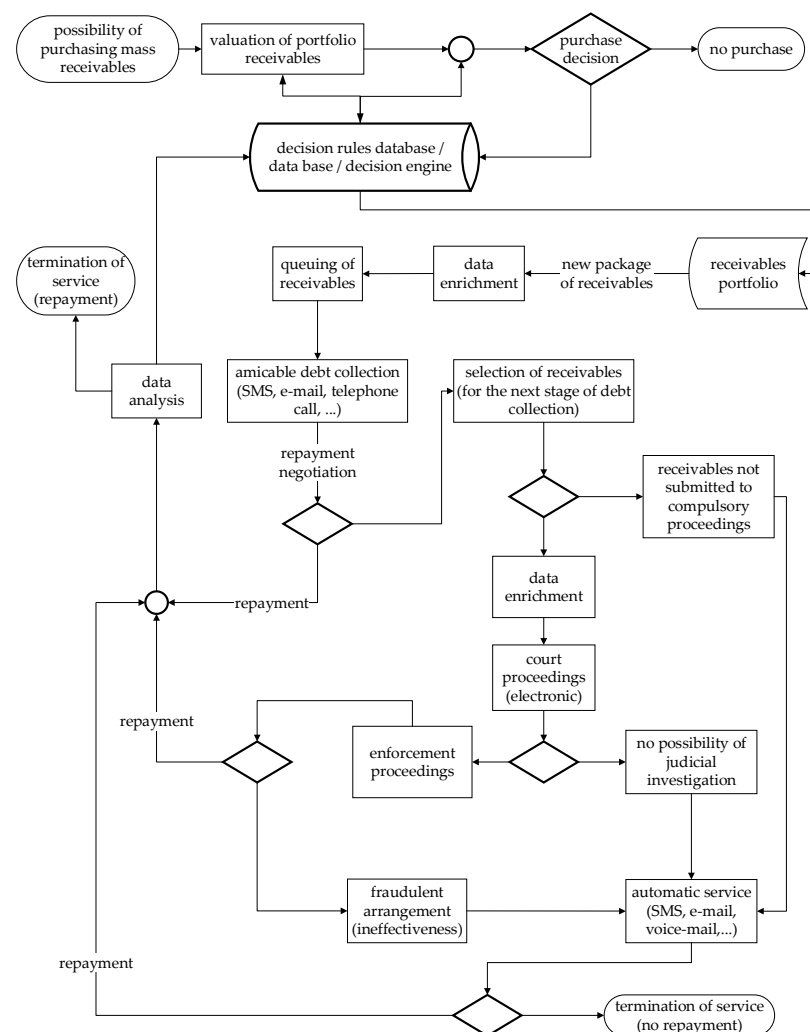 possibility of
purchasing mass
receivables
valuation of portfolio
receivables
purchase
decision
no purchase
decision rules database /
data base / decision engine
termination of
service
(repayment)
queuing of
receivables
data
enrichment
new package
of receivables
receivables
portfolio
data
analysis
amicable debt collection
(SMS, e-mail, telephone
call, ...)
selection of receivables
(for the next stage of debt
collection)
repayment
negotiation
receivables not
submitted to
compulsory
proceedings
data
enrichment
repayment
court
proceedings
(electronic)
repayment
enforcement
proceedings
no possibility of
judicial
investigation
fraudulent
arrangement
(ineffectiveness)
automatic service
(SMS, e-mail,
voice-mail,...)
repayment
termination of service
(no repayment)